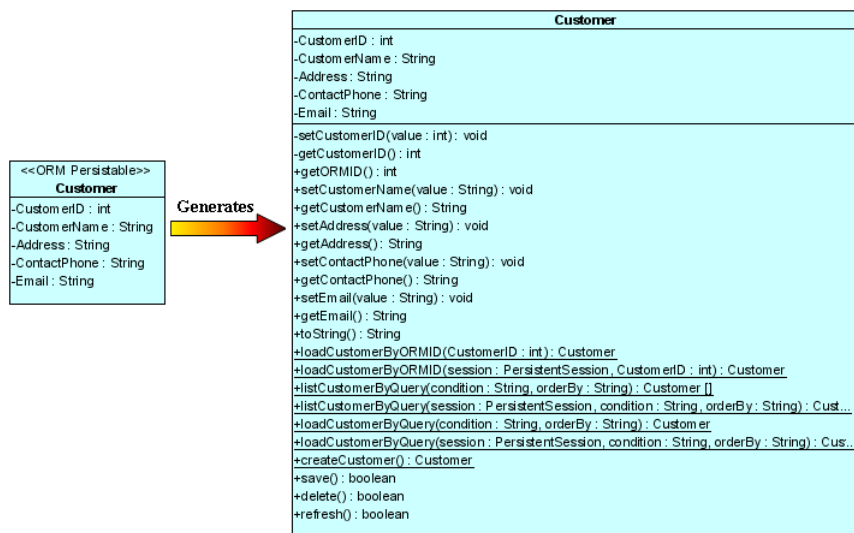 <<ORM Persistable>>
Customer
-CustomerID : int
-CustomerName : String
-Address : String
-ContactPhone : String
-Email : String
Generates
Customer
-CustomerID : int
-CustomerName : String
-Address : String
-ContactPhone : String
-Email : String
-setCustomerID(value : int) : void
-getCustomerID() : int
+getORMID() : int
+setCustomerName(value : String) : void
+getCustomerName() : String
+setAddress(value : String) : void
+getAddress() : String
+setContactPhone(value : String) : void
+getContactPhone() : String
+setEmail(value : String) : void
+getEmail() : String
+toString() : String
+loadCustomerByORMID(CustomerID : int) : Customer
+loadCustomerByORMID(session : PersistentSession, CustomerID : int) : Customer
+listCustomerByQuery(condition : String, orderBy : String) : Customer []
+listCustomerByQuery(session : PersistentSession, condition : String, orderBy : String) : Cust...
+loadCustomerByQuery(condition : String, orderBy : String) : Customer
+loadCustomerByQuery(session : PersistentSession, condition : String, orderBy : String) : Cus...
+createCustomer() : Customer
+save() : boolean
+delete() : boolean
+refresh() : boolean